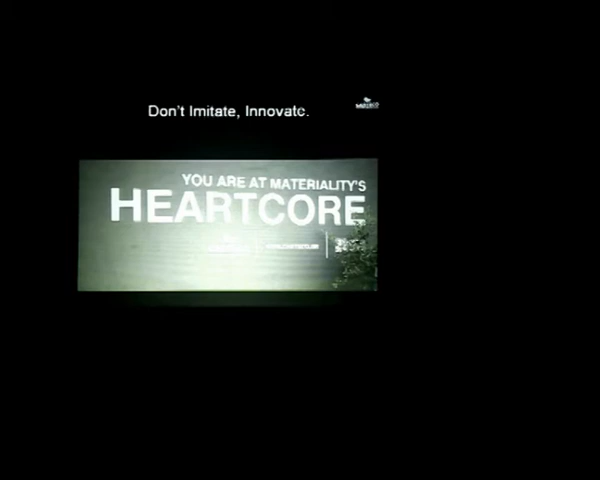 Don't Imitate, Innovate.
YOU ARE AT MATERIALITY'S
HEARTCORE